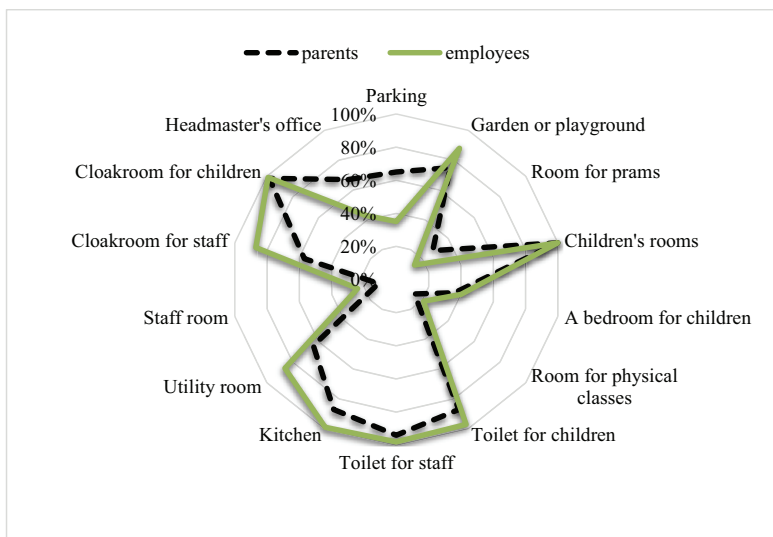 parents employees
Parking
Garden or playground
Room for prams
Children's rooms
A bedroom for children
Room for physical
classes
Toilet for children
Toilet for staff
Kitchen
Utility room
Staff room
Cloakroom for staff
Cloakroom for children
Headmaster's office
100%
80%
60%
40%
20%
0%